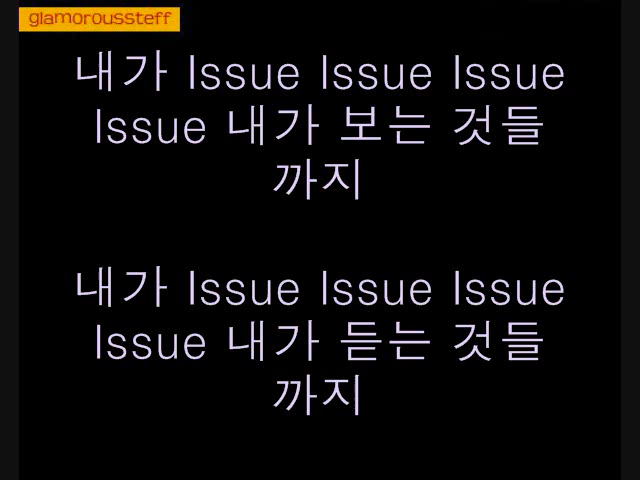 glamoroussteff
내가 Issue Issue Issue
Issue 내가 보는 것들
까지
내가 Issue Issue Issue
Issue 내가 듣는 것들
까지